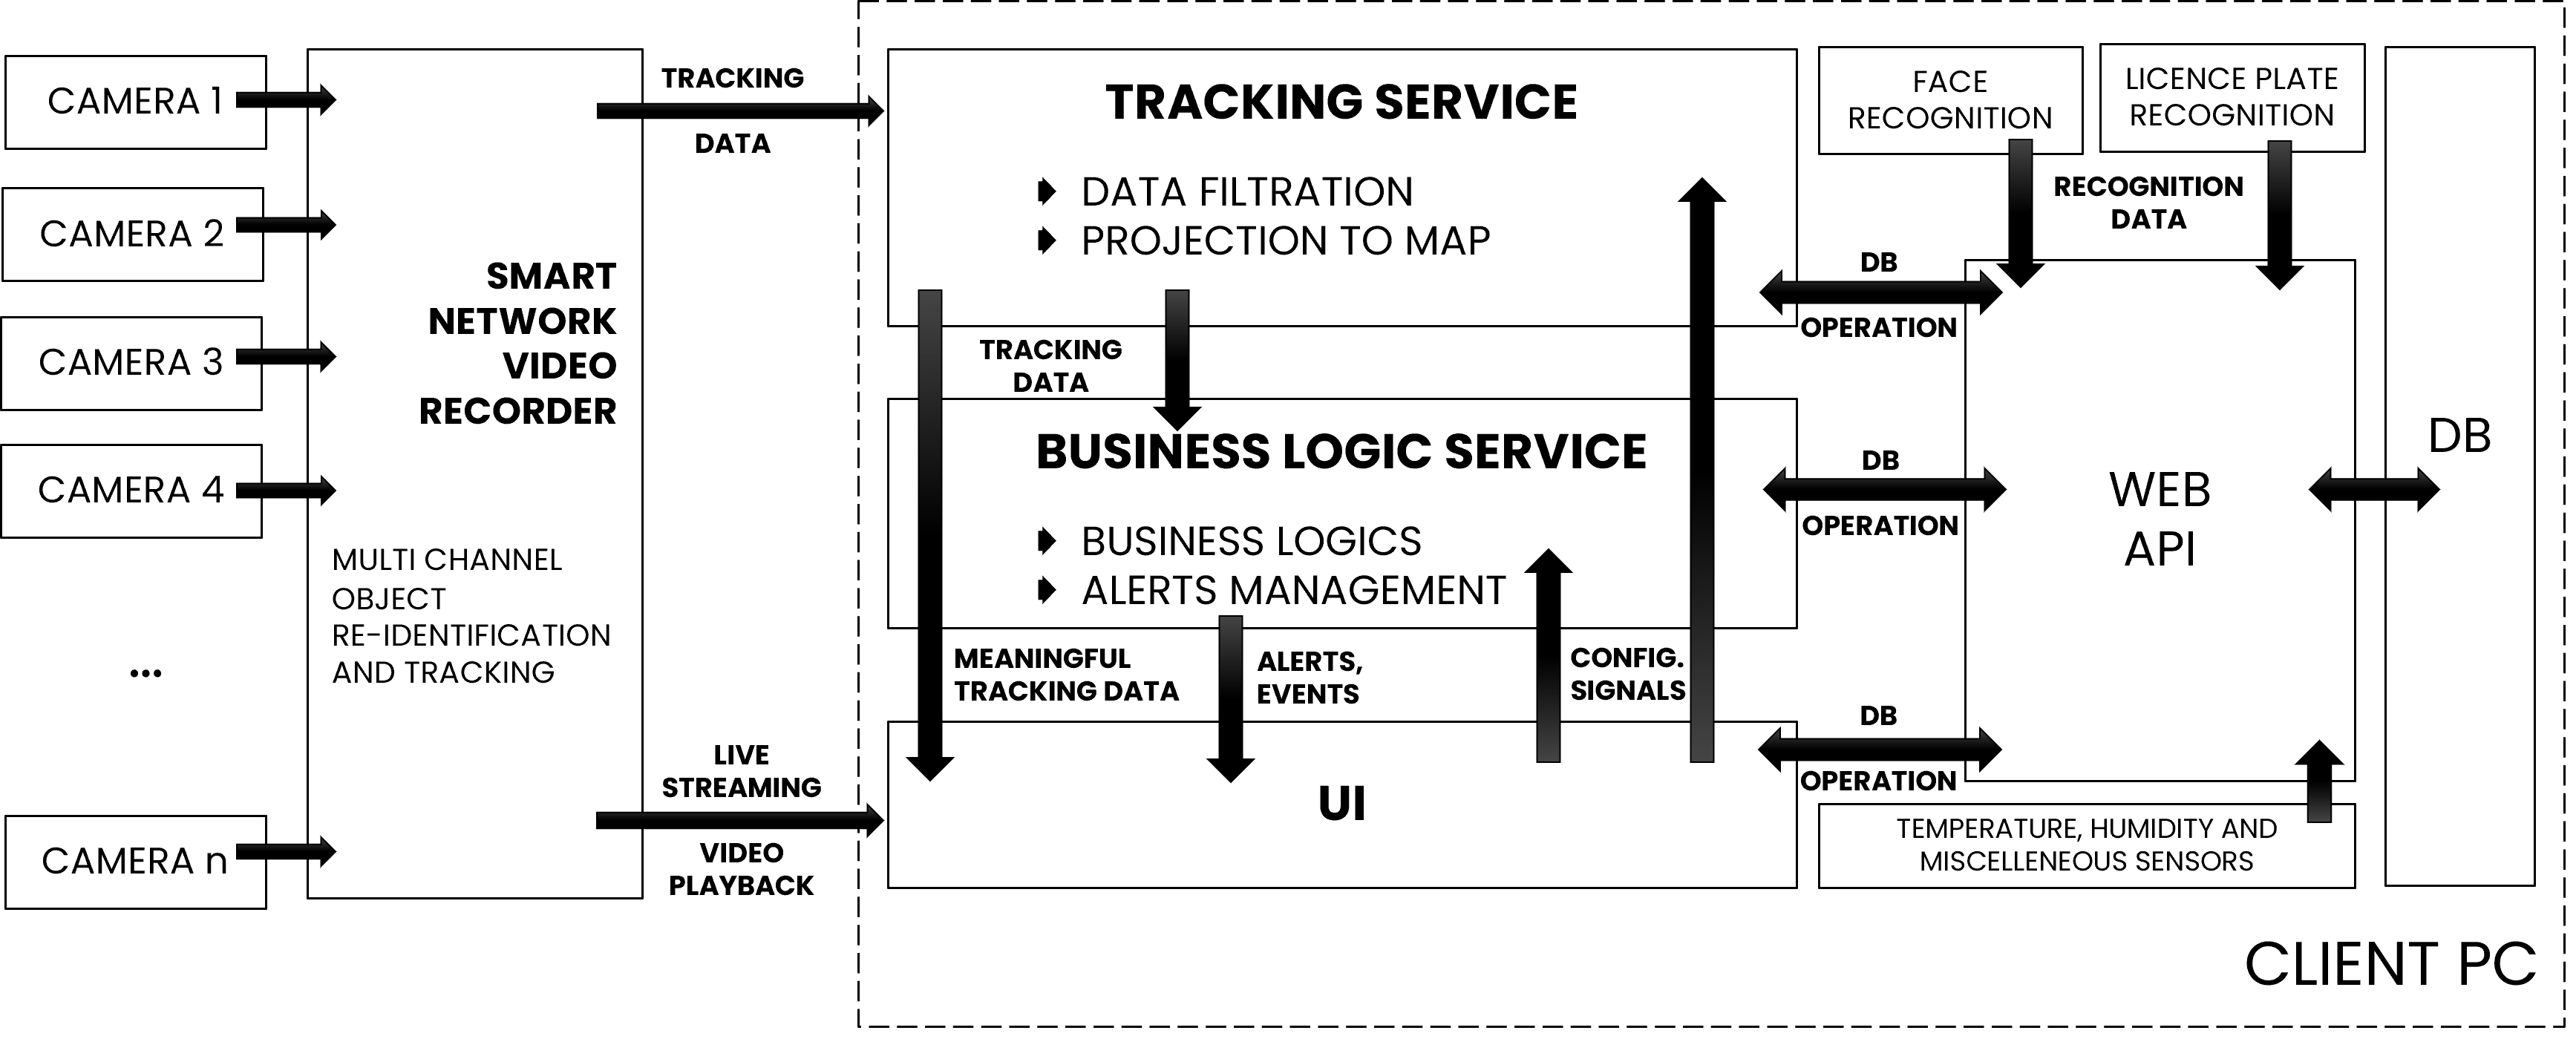 CAMERA 1
CAMERA 2
CAMERA 3
CAMERA 4
...
CAMERA n
SMART
NETWORK
VIDEO
RECORDER
MULTI CHANNEL
OBJECT
RE-IDENTIFICATION
AND TRACKING
TRACKING
DATA
LIVE
STREAMING
VIDEO
PLAYBACK
TRACKING SERVICE
DATA FILTRATION
PROJECTION TO MAP
TRACKING
DATA
BUSINESS LOGIC SERVICE
BUSINESS LOGICS
ALERTS MANAGEMENT
MEANINGFUL
TRACKING DATA
ALERTS,
EVENTS
CONFIG.
SIGNALS
UI
DB
OPERATION
DB
OPERATION
DB
OPERATION
FACE
RECOGNITION
LICENCE PLATE
RECOGNITION
RECOGNITION
DATA
WEB
API
TEMPERATURE, HUMIDITY AND
MISCELLENEOUS SENSORS
DB
CLIENT PC